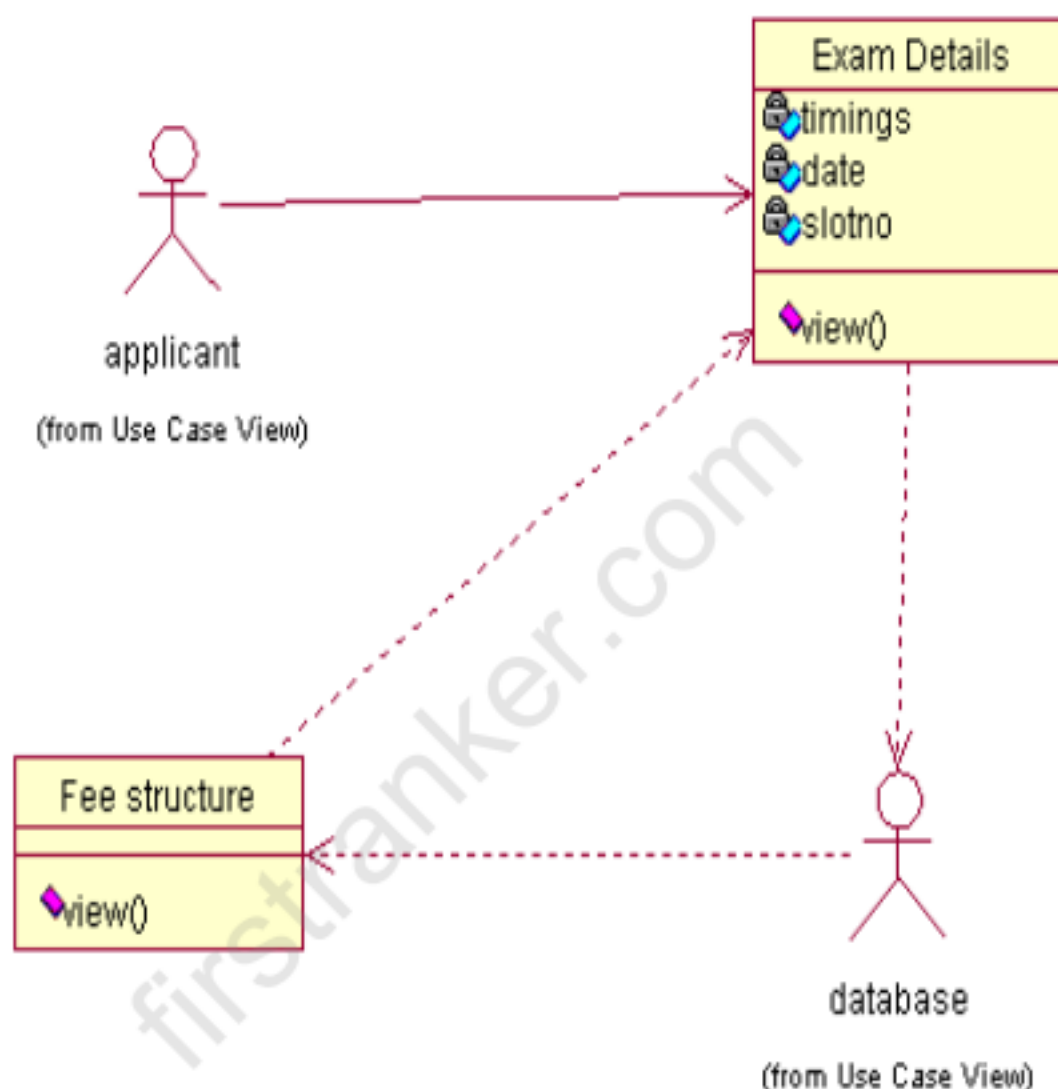 Exam Details
timings
date
slotno
view()
applicant
(from Use Case View)
Fee structure
view()
database
(from Use Case View)
firstranker.com